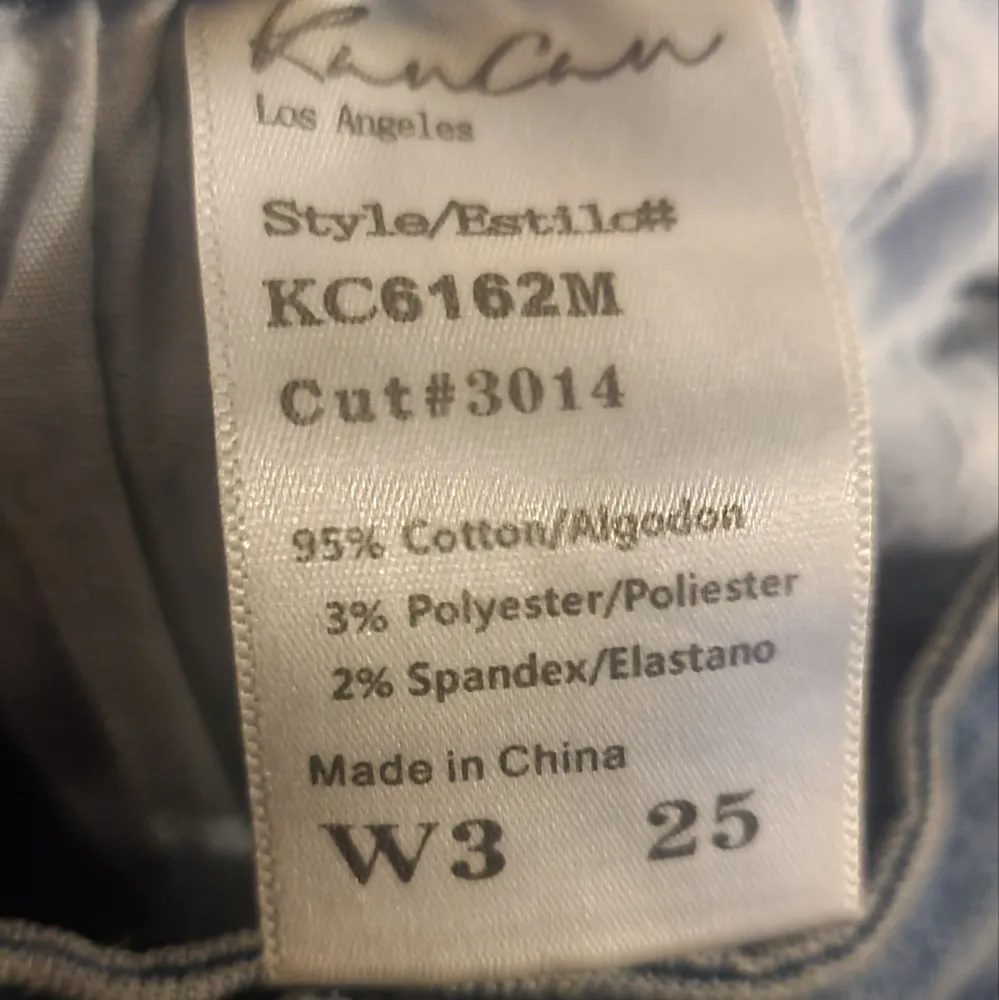 KanCan
Los Angeles
Style/Estilo#
KC6162M
Cut#3014
95% Cotton/Algodon
3% Polyester/Poliester
2% Spandex/Elastano
Made in China
W3 25